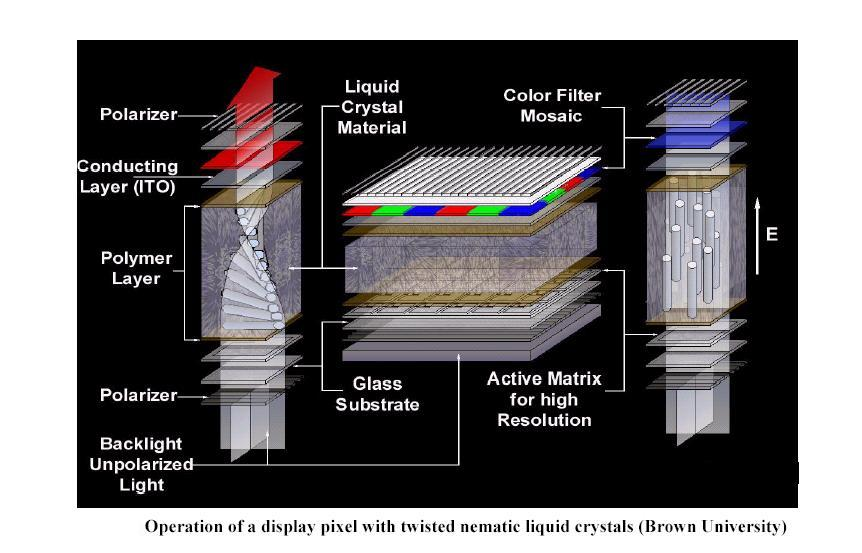 Liquid
Crystal
Material
Color Filter
Mosaic
Polarizer
Conducting
Layer (ITO)
E
Polymer
Layer
Glass
Substrate
Active Matrix
for high
Resolution
Polarizer
Backlight
Unpolarized
Light
Operation of a display pixel with twisted nematic liquid crystals (Brown University)